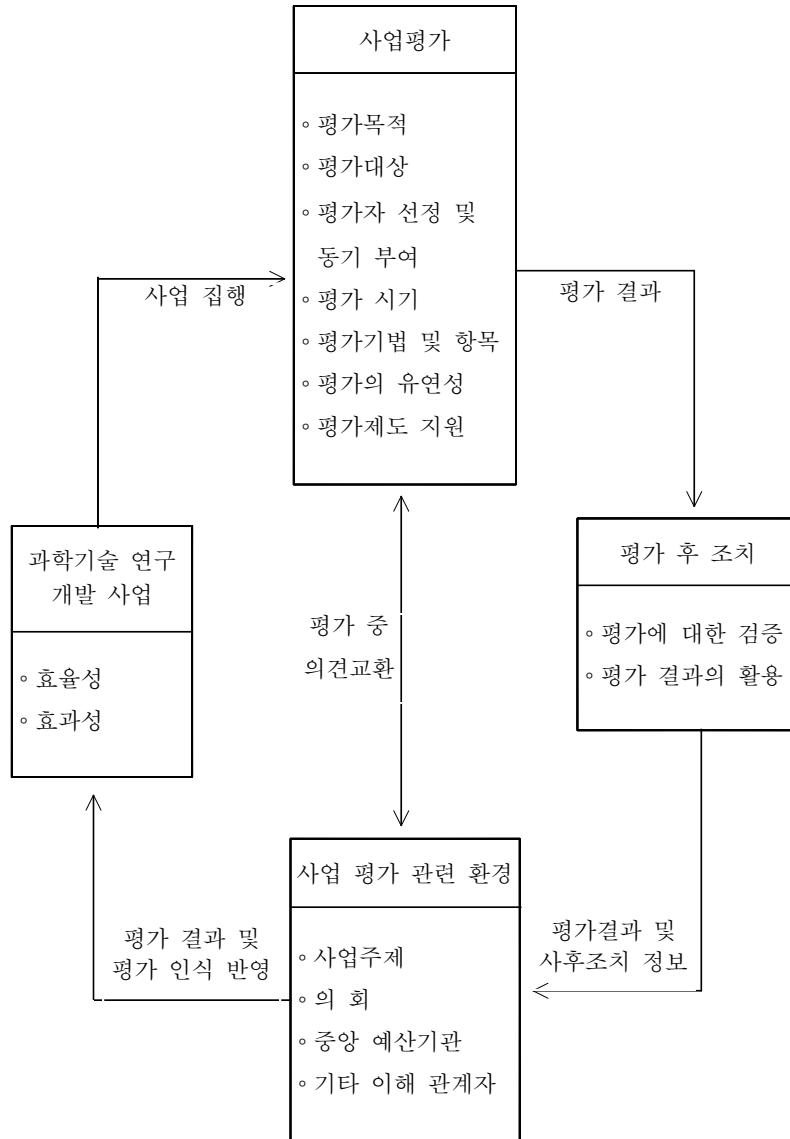 사업평가
◦ 평가목적
◦ 평가대상
◦ 평가자 선정 및
동기 부여
◦ 평가 시기
◦ 평가기법 및 항목
◦ 평가의 유연성
◦ 평가제도 지원
사업 집행
평가 결과
과학기술 연구
개발 사업
◦ 효율성
◦ 효과성
평가 중
의견교환
평가 후 조치
◦ 평가에 대한 검증
◦ 평가 결과의 활용
사업 평가 관련 환경
◦ 사업주제
◦ 의 회
◦ 중앙 예산기관
◦ 기타 이해 관계자
평가 결과 및
평가 인식 반영
평가결과 및
사후조치 정보